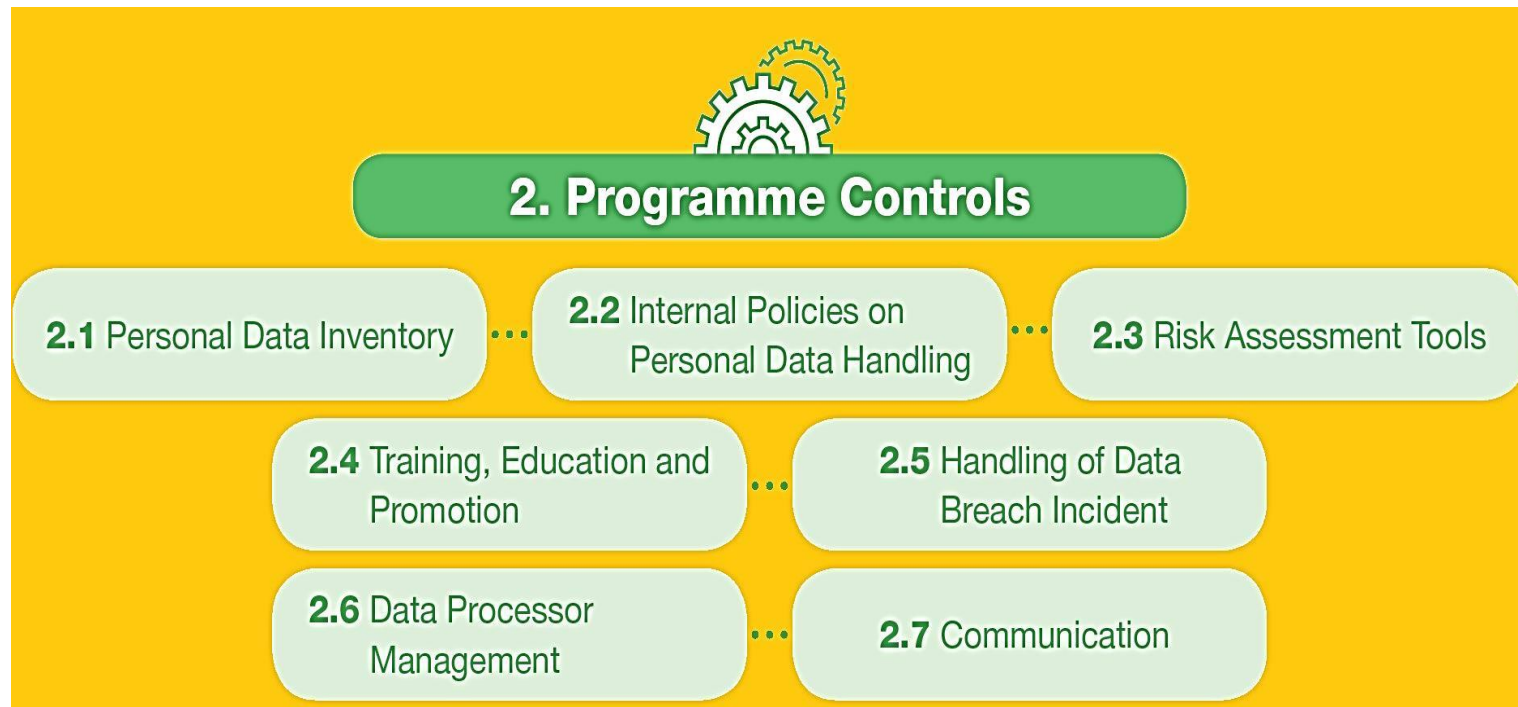 2. Programme Controls
2.1 Personal Data Inventory
2.2 Internal Policies on
Personal Data Handling
2.3 Risk Assessment Tools
2.4 Training, Education and
Promotion
2.5 Handling of Data
Breach Incident
2.6 Data Processor
Management
2.7 Communication